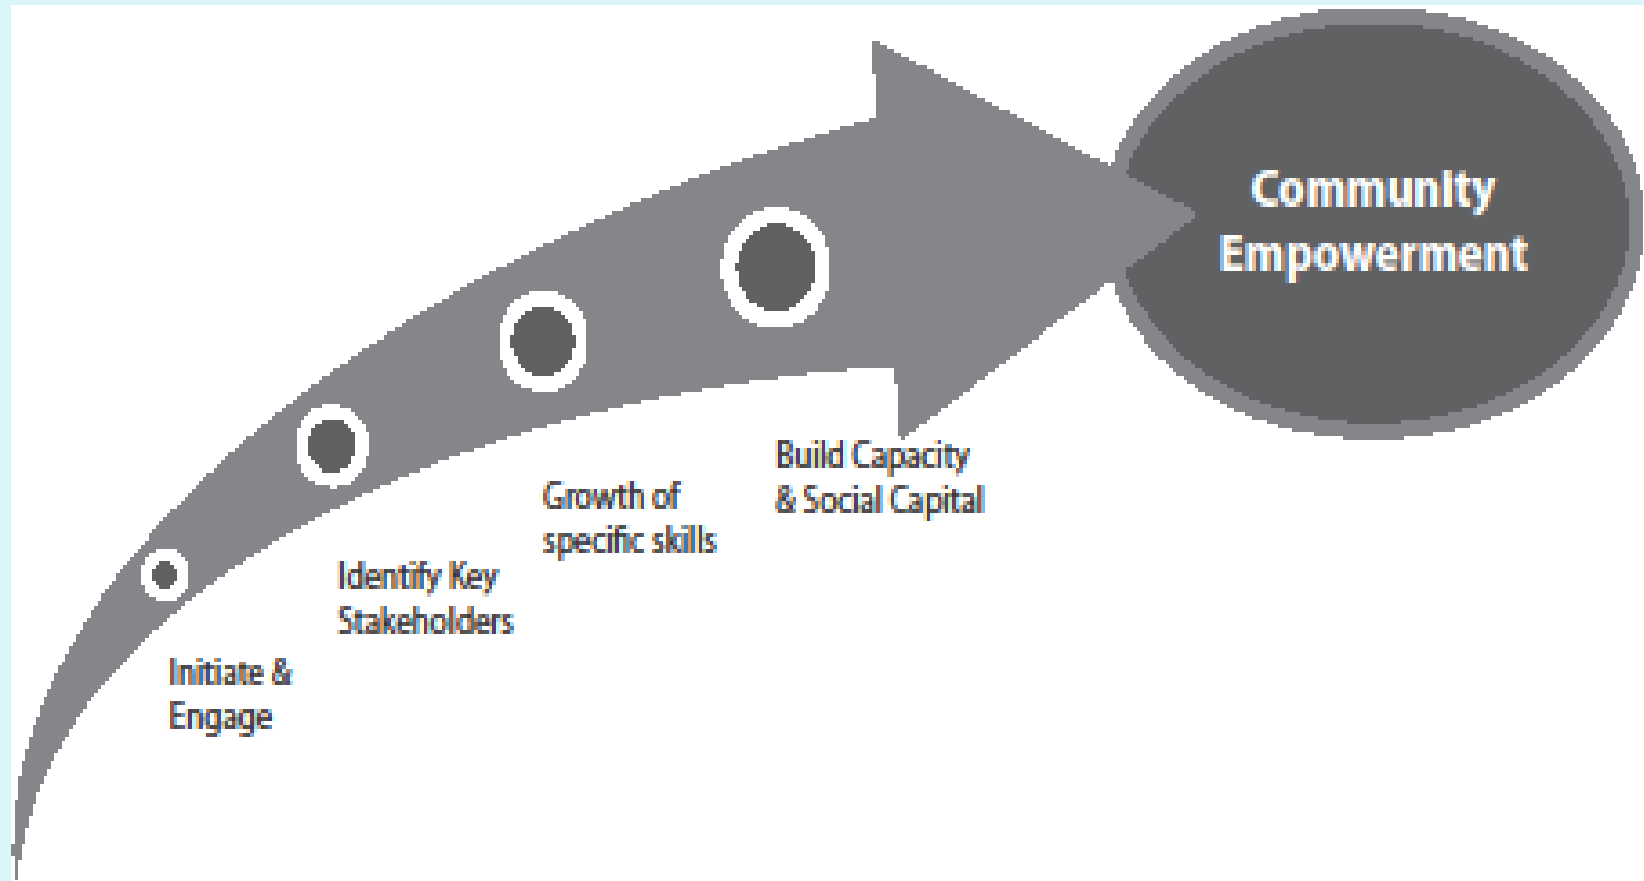 Community
Empowerment
Build Capacity
& Social Capital
Growth of
specific skills
Identify Key
Stakeholders
Initiate &
Engage